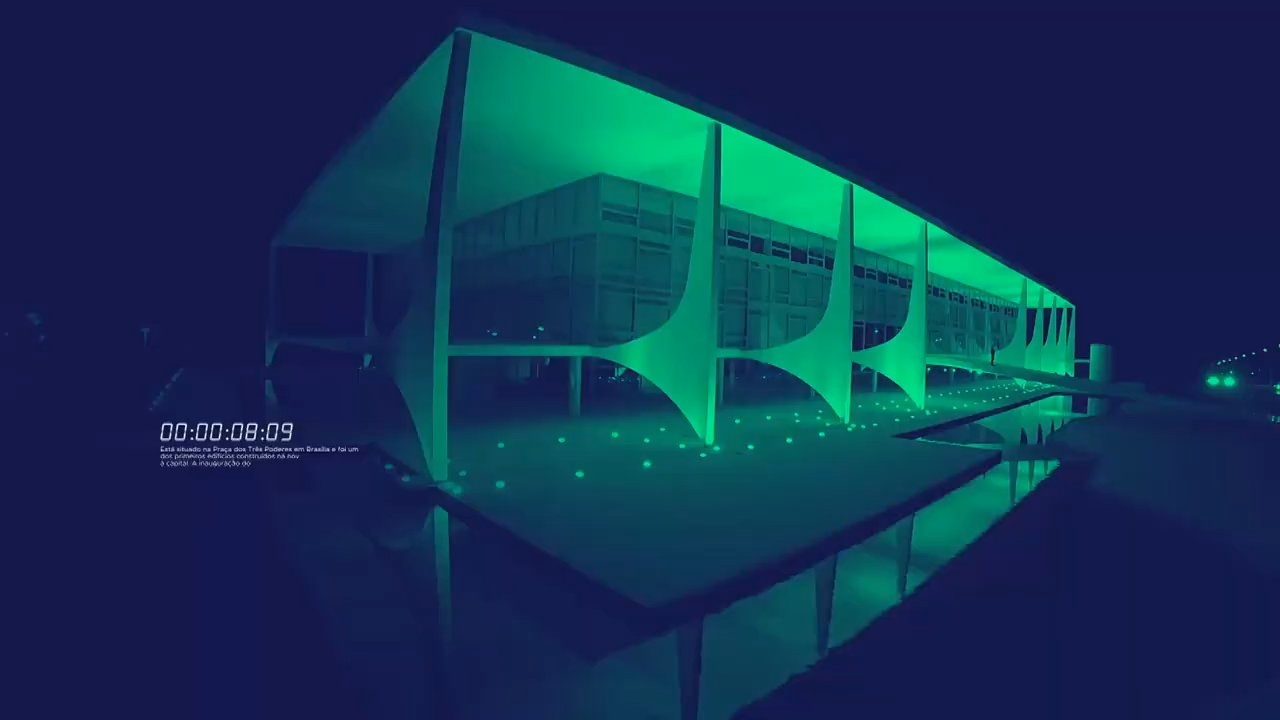 00:00:08:09
Está situado na Praça dos Três Poderes em Brasília e foi um
dos primeiros edifícios construídos na nov
a capital. A inauguração do